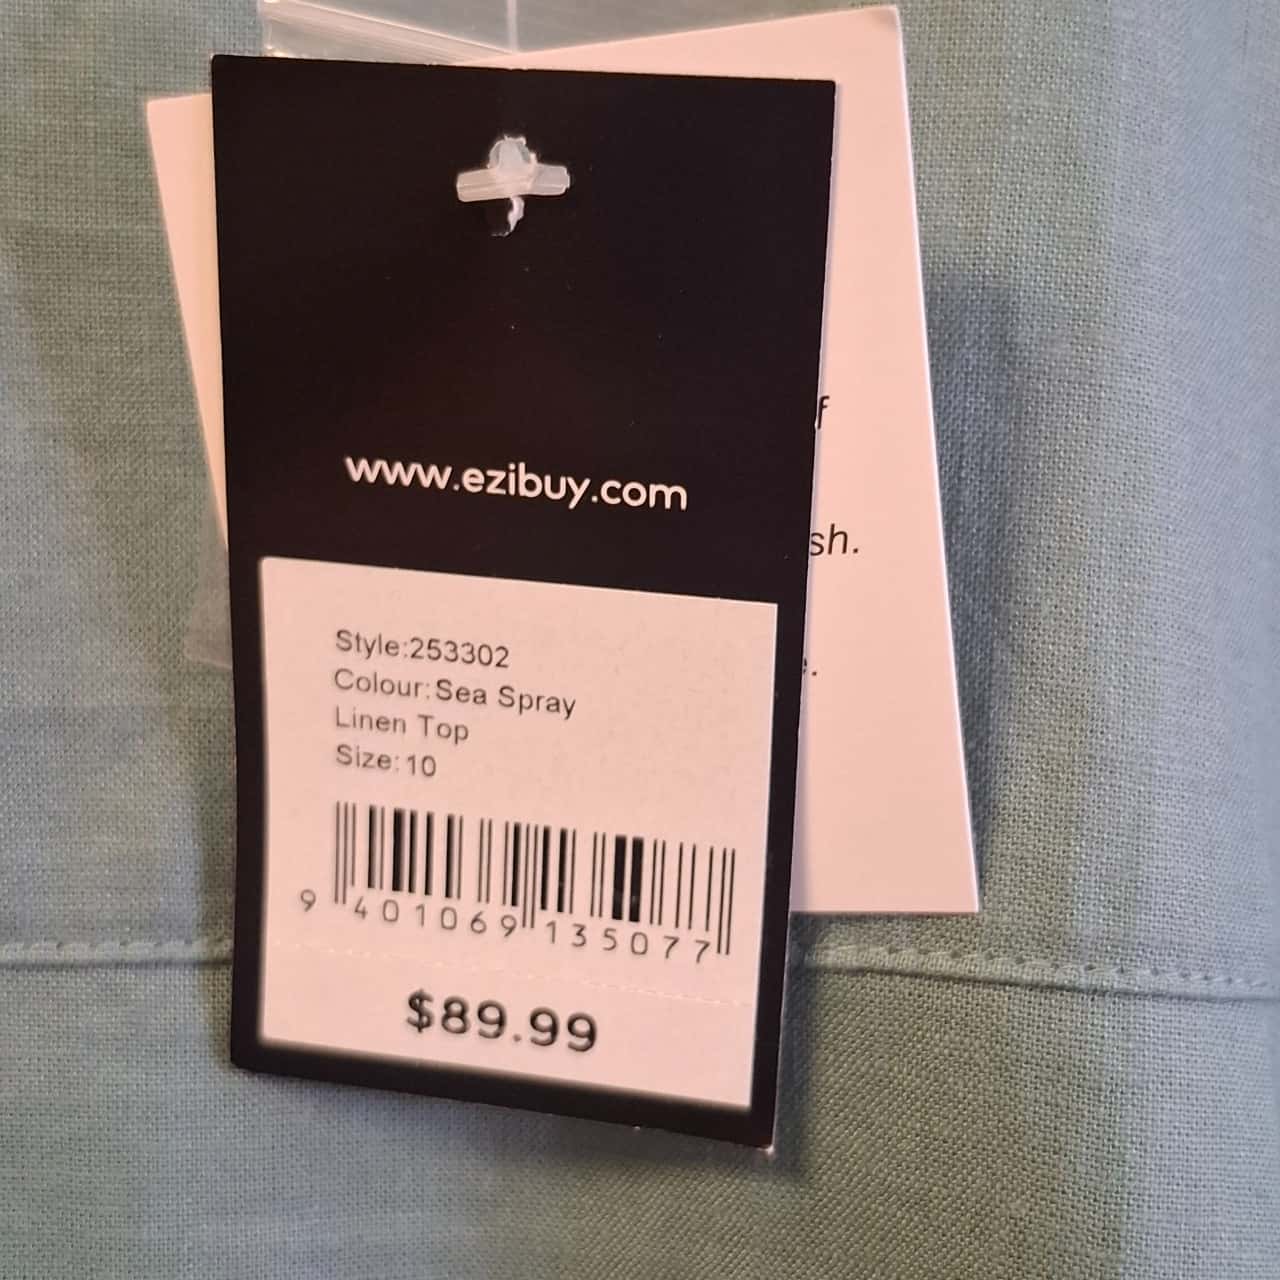 www.ezibuy.com
Style:253302
Colour:Sea Spray
Linen Top
Size:10
9 401069 135077
$89.99
f
sh.